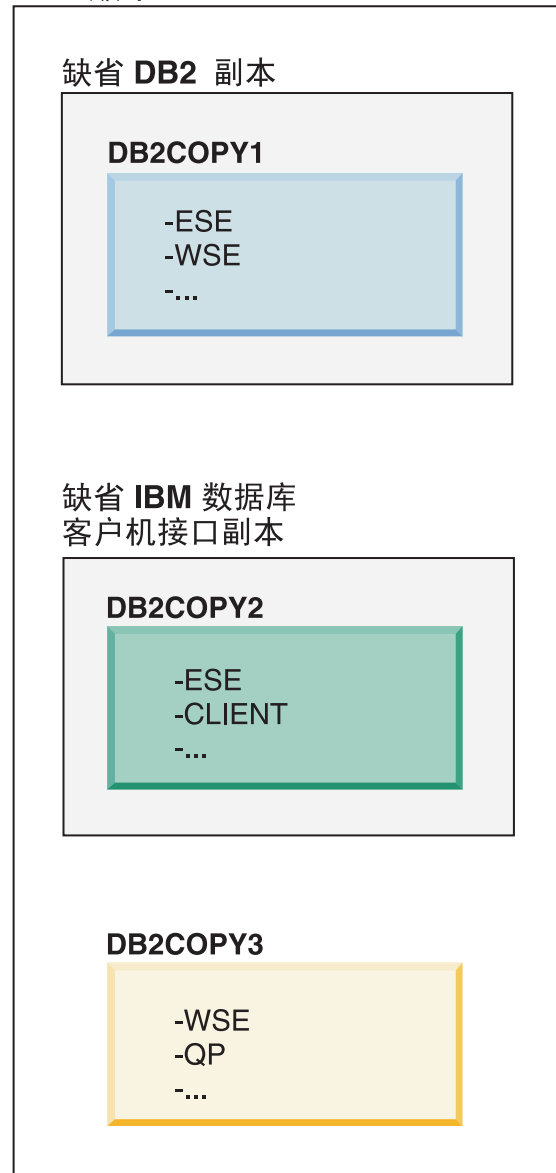 缺省 DB2 副本
DB2COPY1
-ESE
-WSE
-...
缺省 IBM 数据库
客户机接口副本
DB2COPY2
-ESE
-CLIENT
-...
DB2COPY3
-WSE
-QP
-...